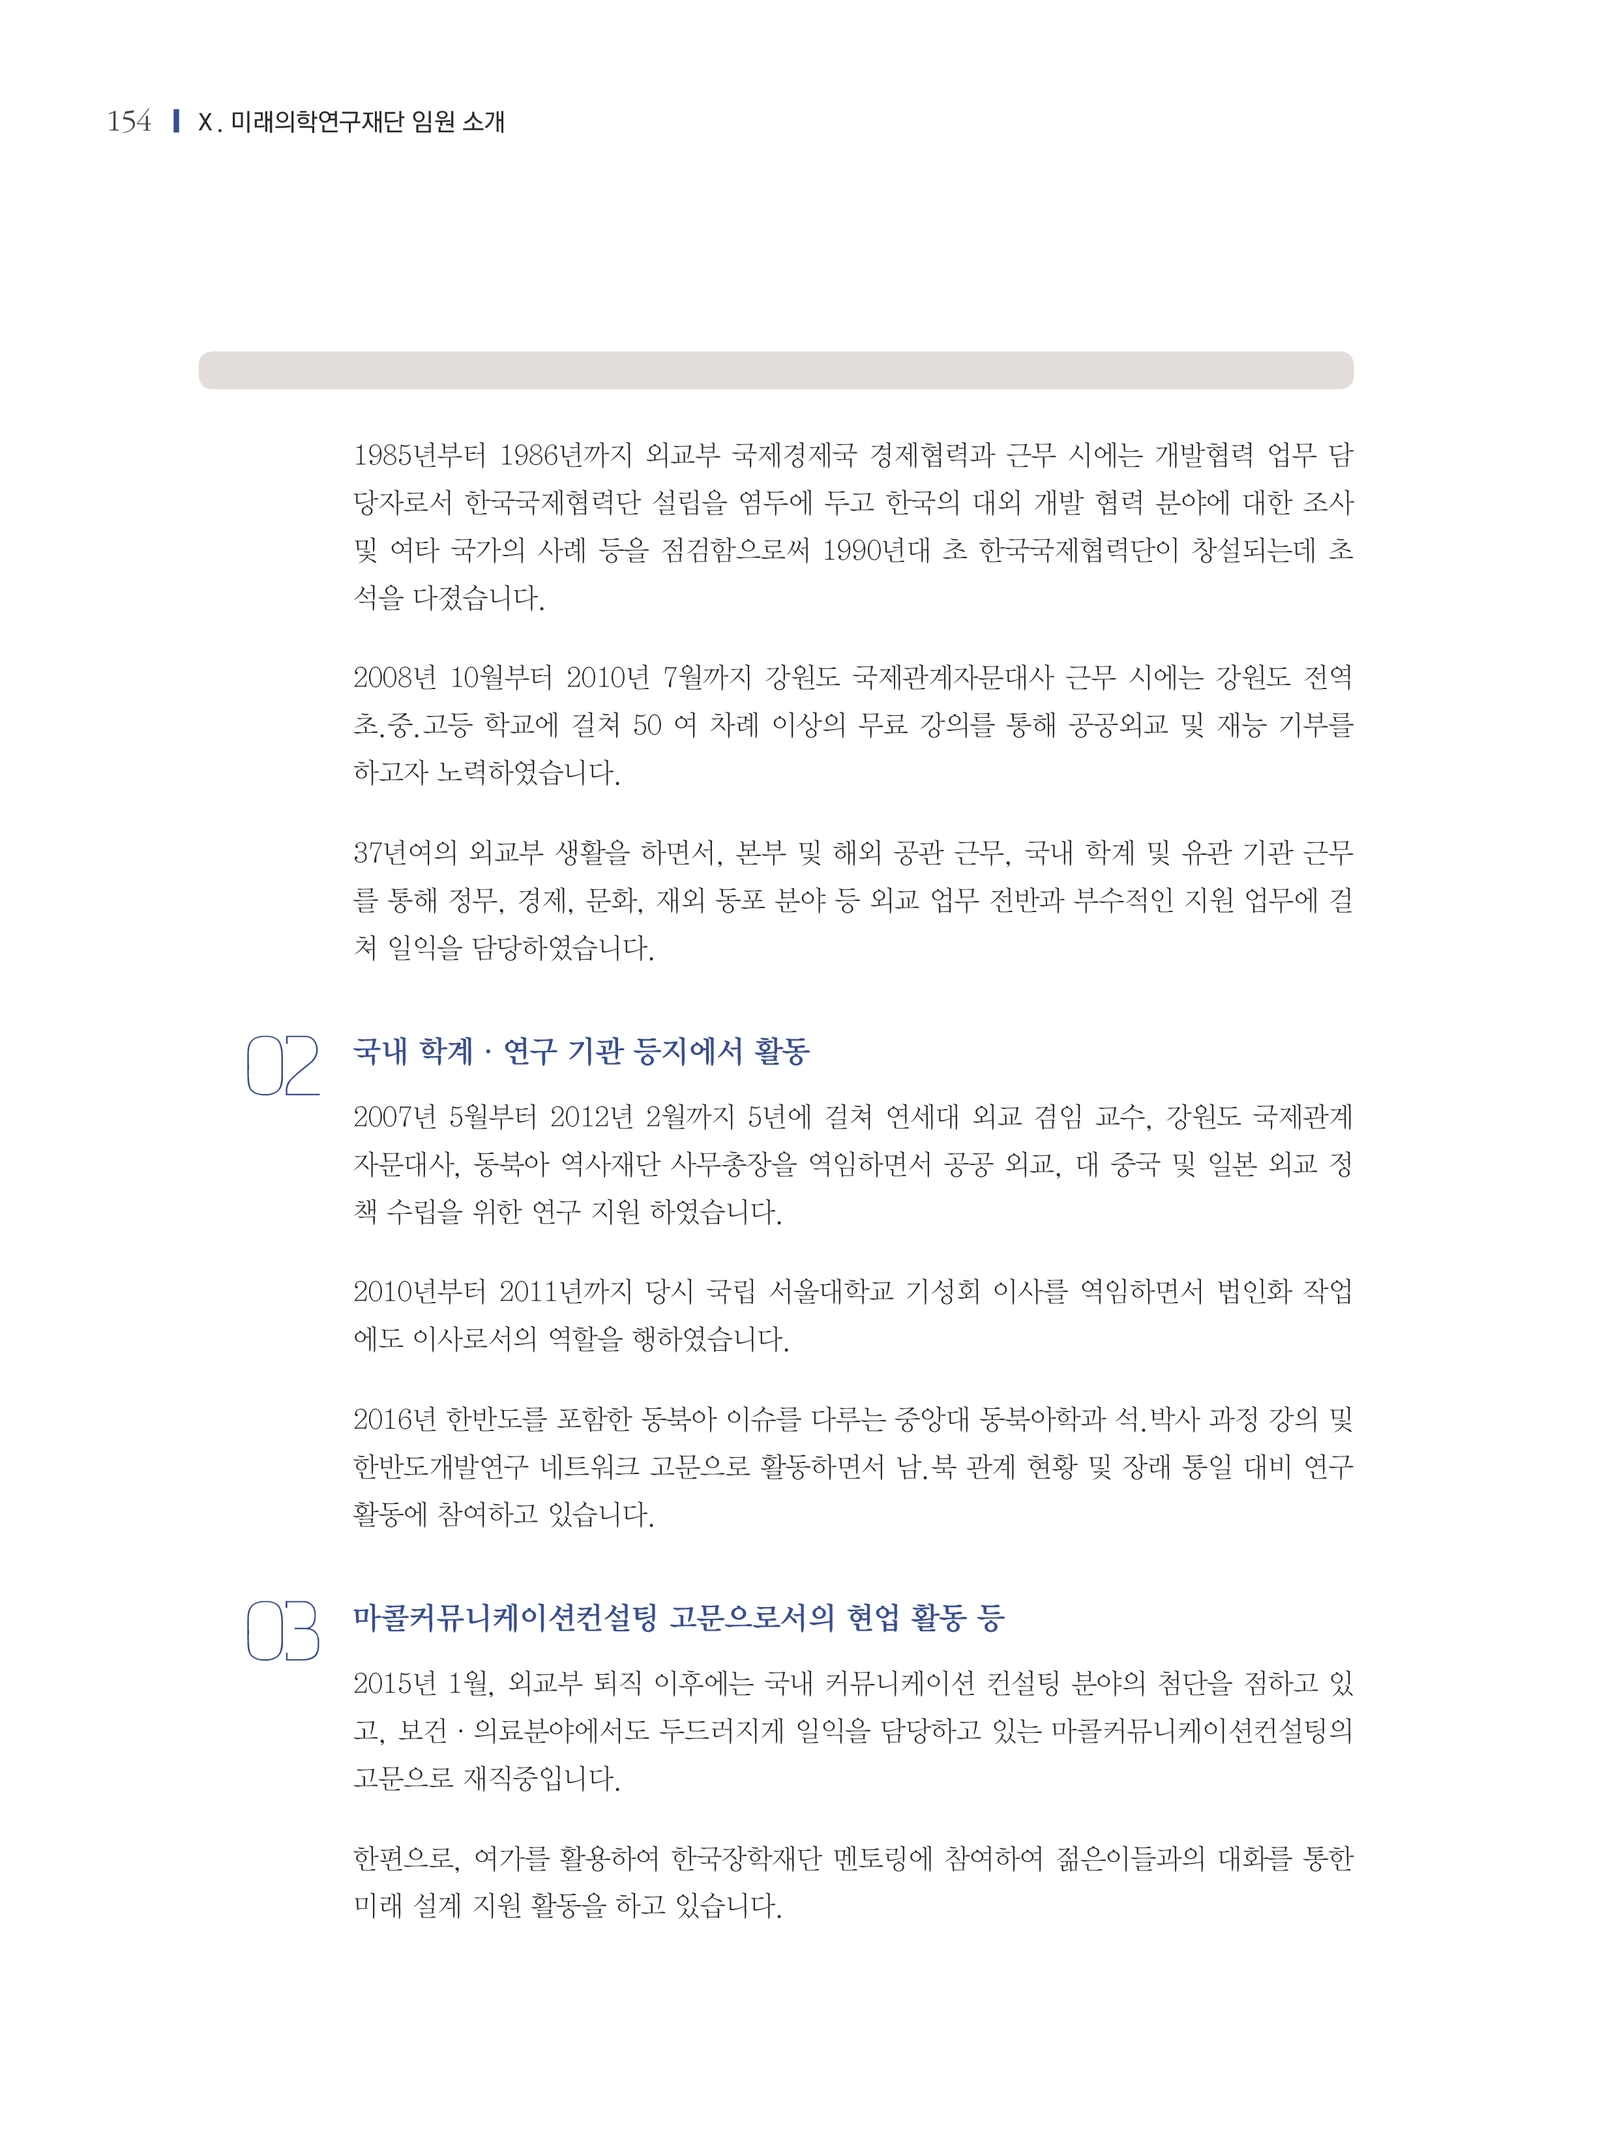 154 X. 미래의학연구재단 임원 소개
1985년부터 1986년까지 외교부 국제경제국 경제협력과 근무 시에는 개발협력 업무 담
당자로서 한국국제협력단 설립을 염두에 두고 한국의 대외 개발 협력 분야에 대한 조사
및 여타 국가의 사례 등을 점검함으로써 1990년대 초 한국국제협력단이 창설되는데 초
석을 다졌습니다.
2008년 10월부터 2010년 7월까지 강원도 국제관계자문대사 근무 시에는 강원도 전역
초.중.고등 학교에 걸쳐 50 여 차례 이상의 무료 강의를 통해 공공외교 및 재능 기부를
하고자 노력하였습니다.
37년여의 외교부 생활을 하면서, 본부 및 해외 공관 근무, 국내 학계 및 유관 기관 근무
를 통해 정무, 경제, 문화, 재외 동포 분야 등 외교 업무 전반과 부수적인 지원 업무에 걸
쳐 일익을 담당하였습니다.
02 국내 학계 · 연구 기관 등지에서 활동
2007년 5월부터 2012년 2월까지 5년에 걸쳐 연세대 외교 겸임 교수, 강원도 국제관계
자문대사, 동북아 역사재단 사무총장을 역임하면서 공공 외교, 대 중국 및 일본 외교 정
책 수립을 위한 연구 지원 하였습니다.
2010년부터 2011년까지 당시 국립 서울대학교 기성회 이사를 역임하면서 법인화 작업
에도 이사로서의 역할을 행하였습니다.
2016년 한반도를 포함한 동북아 이슈를 다루는 중앙대 동북아학과 석.박사 과정 강의 및
한반도개발연구 네트워크 고문으로 활동하면서 남.북 관계 현황 및 장래 통일 대비 연구
활동에 참여하고 있습니다.
03 마콜커뮤니케이션컨설팅 고문으로서의 현업 활동 등
2015년 1월, 외교부 퇴직 이후에는 국내 커뮤니케이션 컨설팅 분야의 첨단을 점하고 있
고, 보건 · 의료분야에서도 두드러지게 일익을 담당하고 있는 마콜커뮤니케이션컨설팅의
고문으로 재직중입니다.
한편으로, 여가를 활용하여 한국장학재단 멘토링에 참여하여 젊은이들과의 대화를 통한
미래 설계 지원 활동을 하고 있습니다.